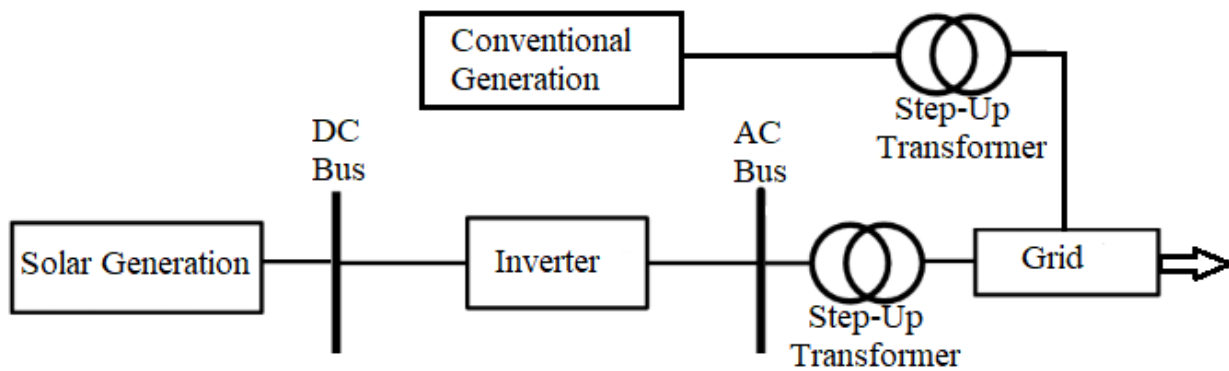 Conventional
Generation
Step-Up
Transformer
DC
Bus
AC
Bus
Solar Generation
Inverter
Grid
Step-Up
Transformer